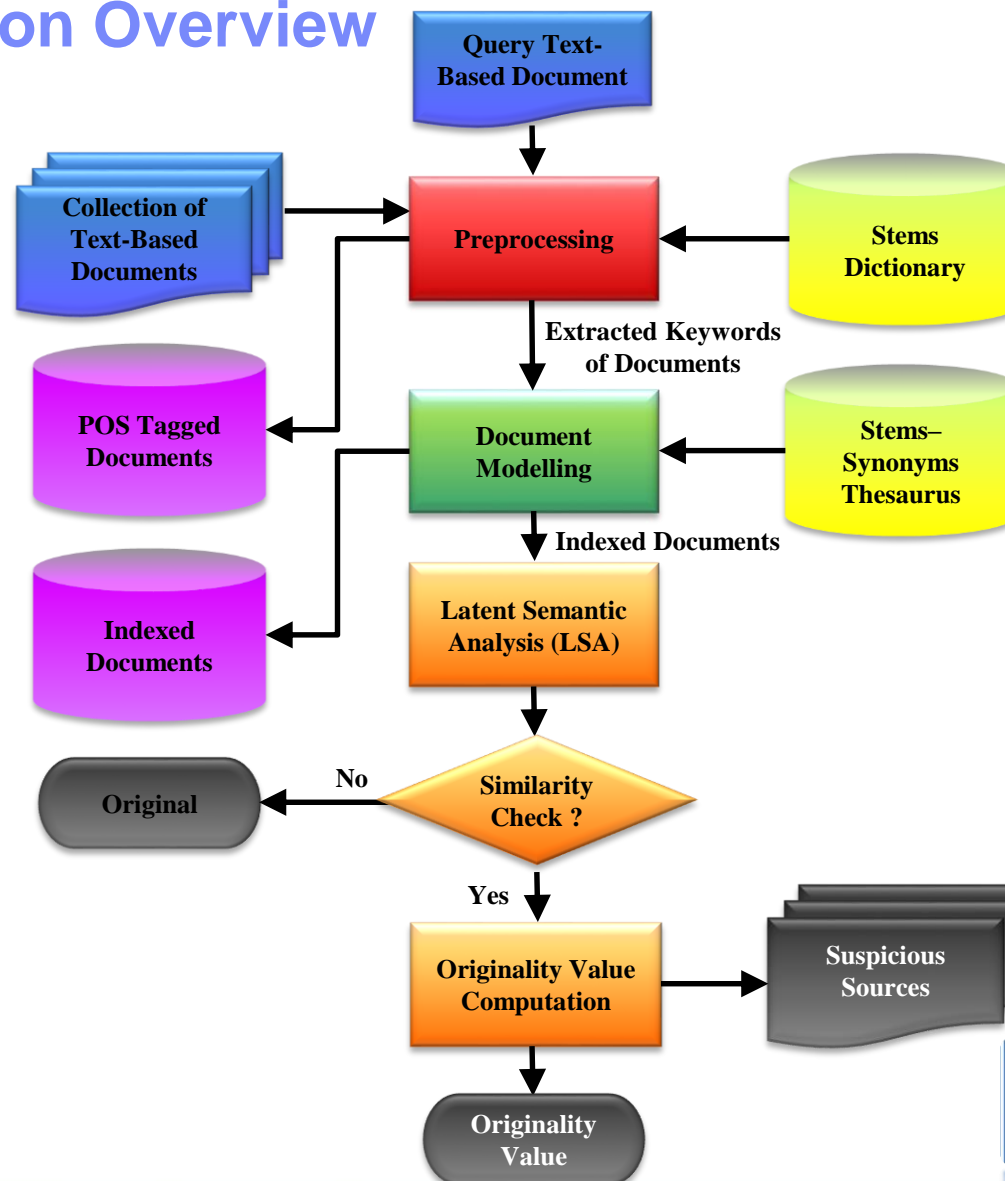 on Overview
Query Text-
Based Document
Collection of
Text-Based
Documents
Preprocessing
Stems
Dictionary
Extracted Keywords
of Documents
POS Tagged
Documents
Document
Modelling
Stems–
Synonyms
Thesaurus
Indexed Documents
Indexed
Documents
Latent Semantic
Analysis (LSA)
No
Original
Similarity
Check ?
Yes
Originality Value
Computation
Suspicious
Sources
Originality
Value